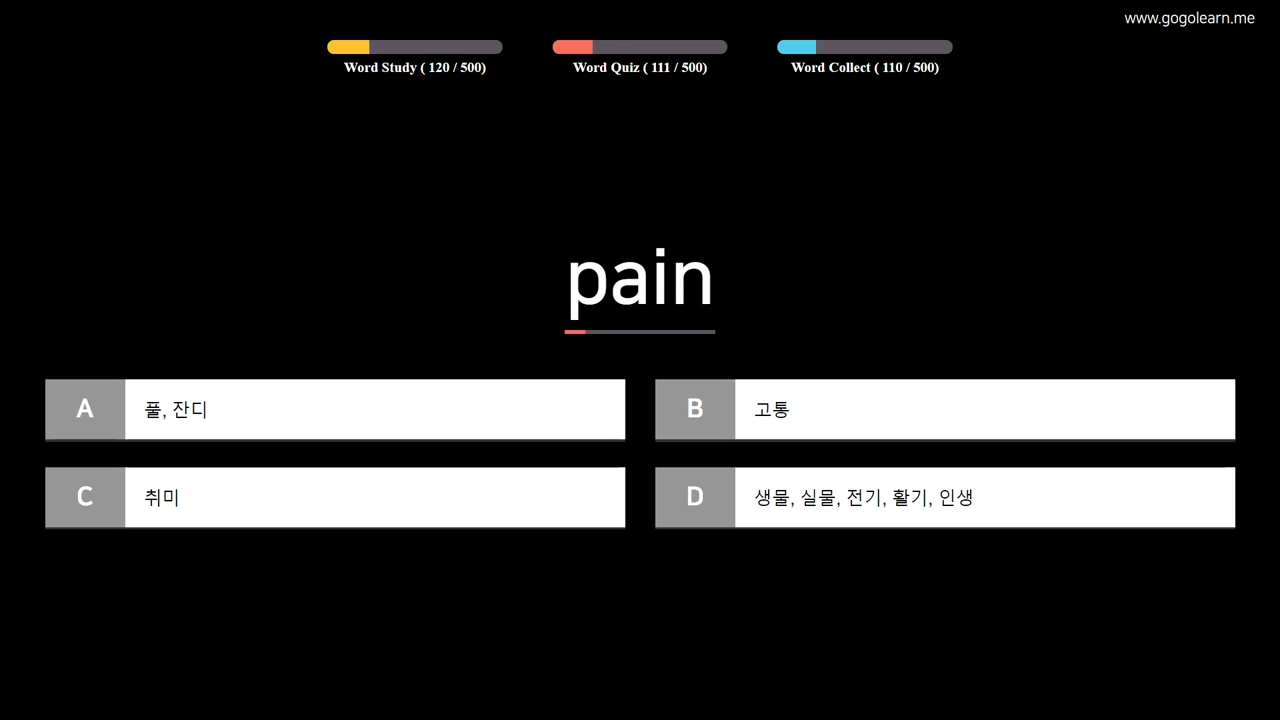 www.gogolearn.me
Word Study ( 120 / 500)
Word Quiz ( 111 / 500)
Word Collect ( 110 / 500)
pain
A 풀, 잔디
B 고통
C 취미
D 생물, 실물, 전기, 활기, 인생